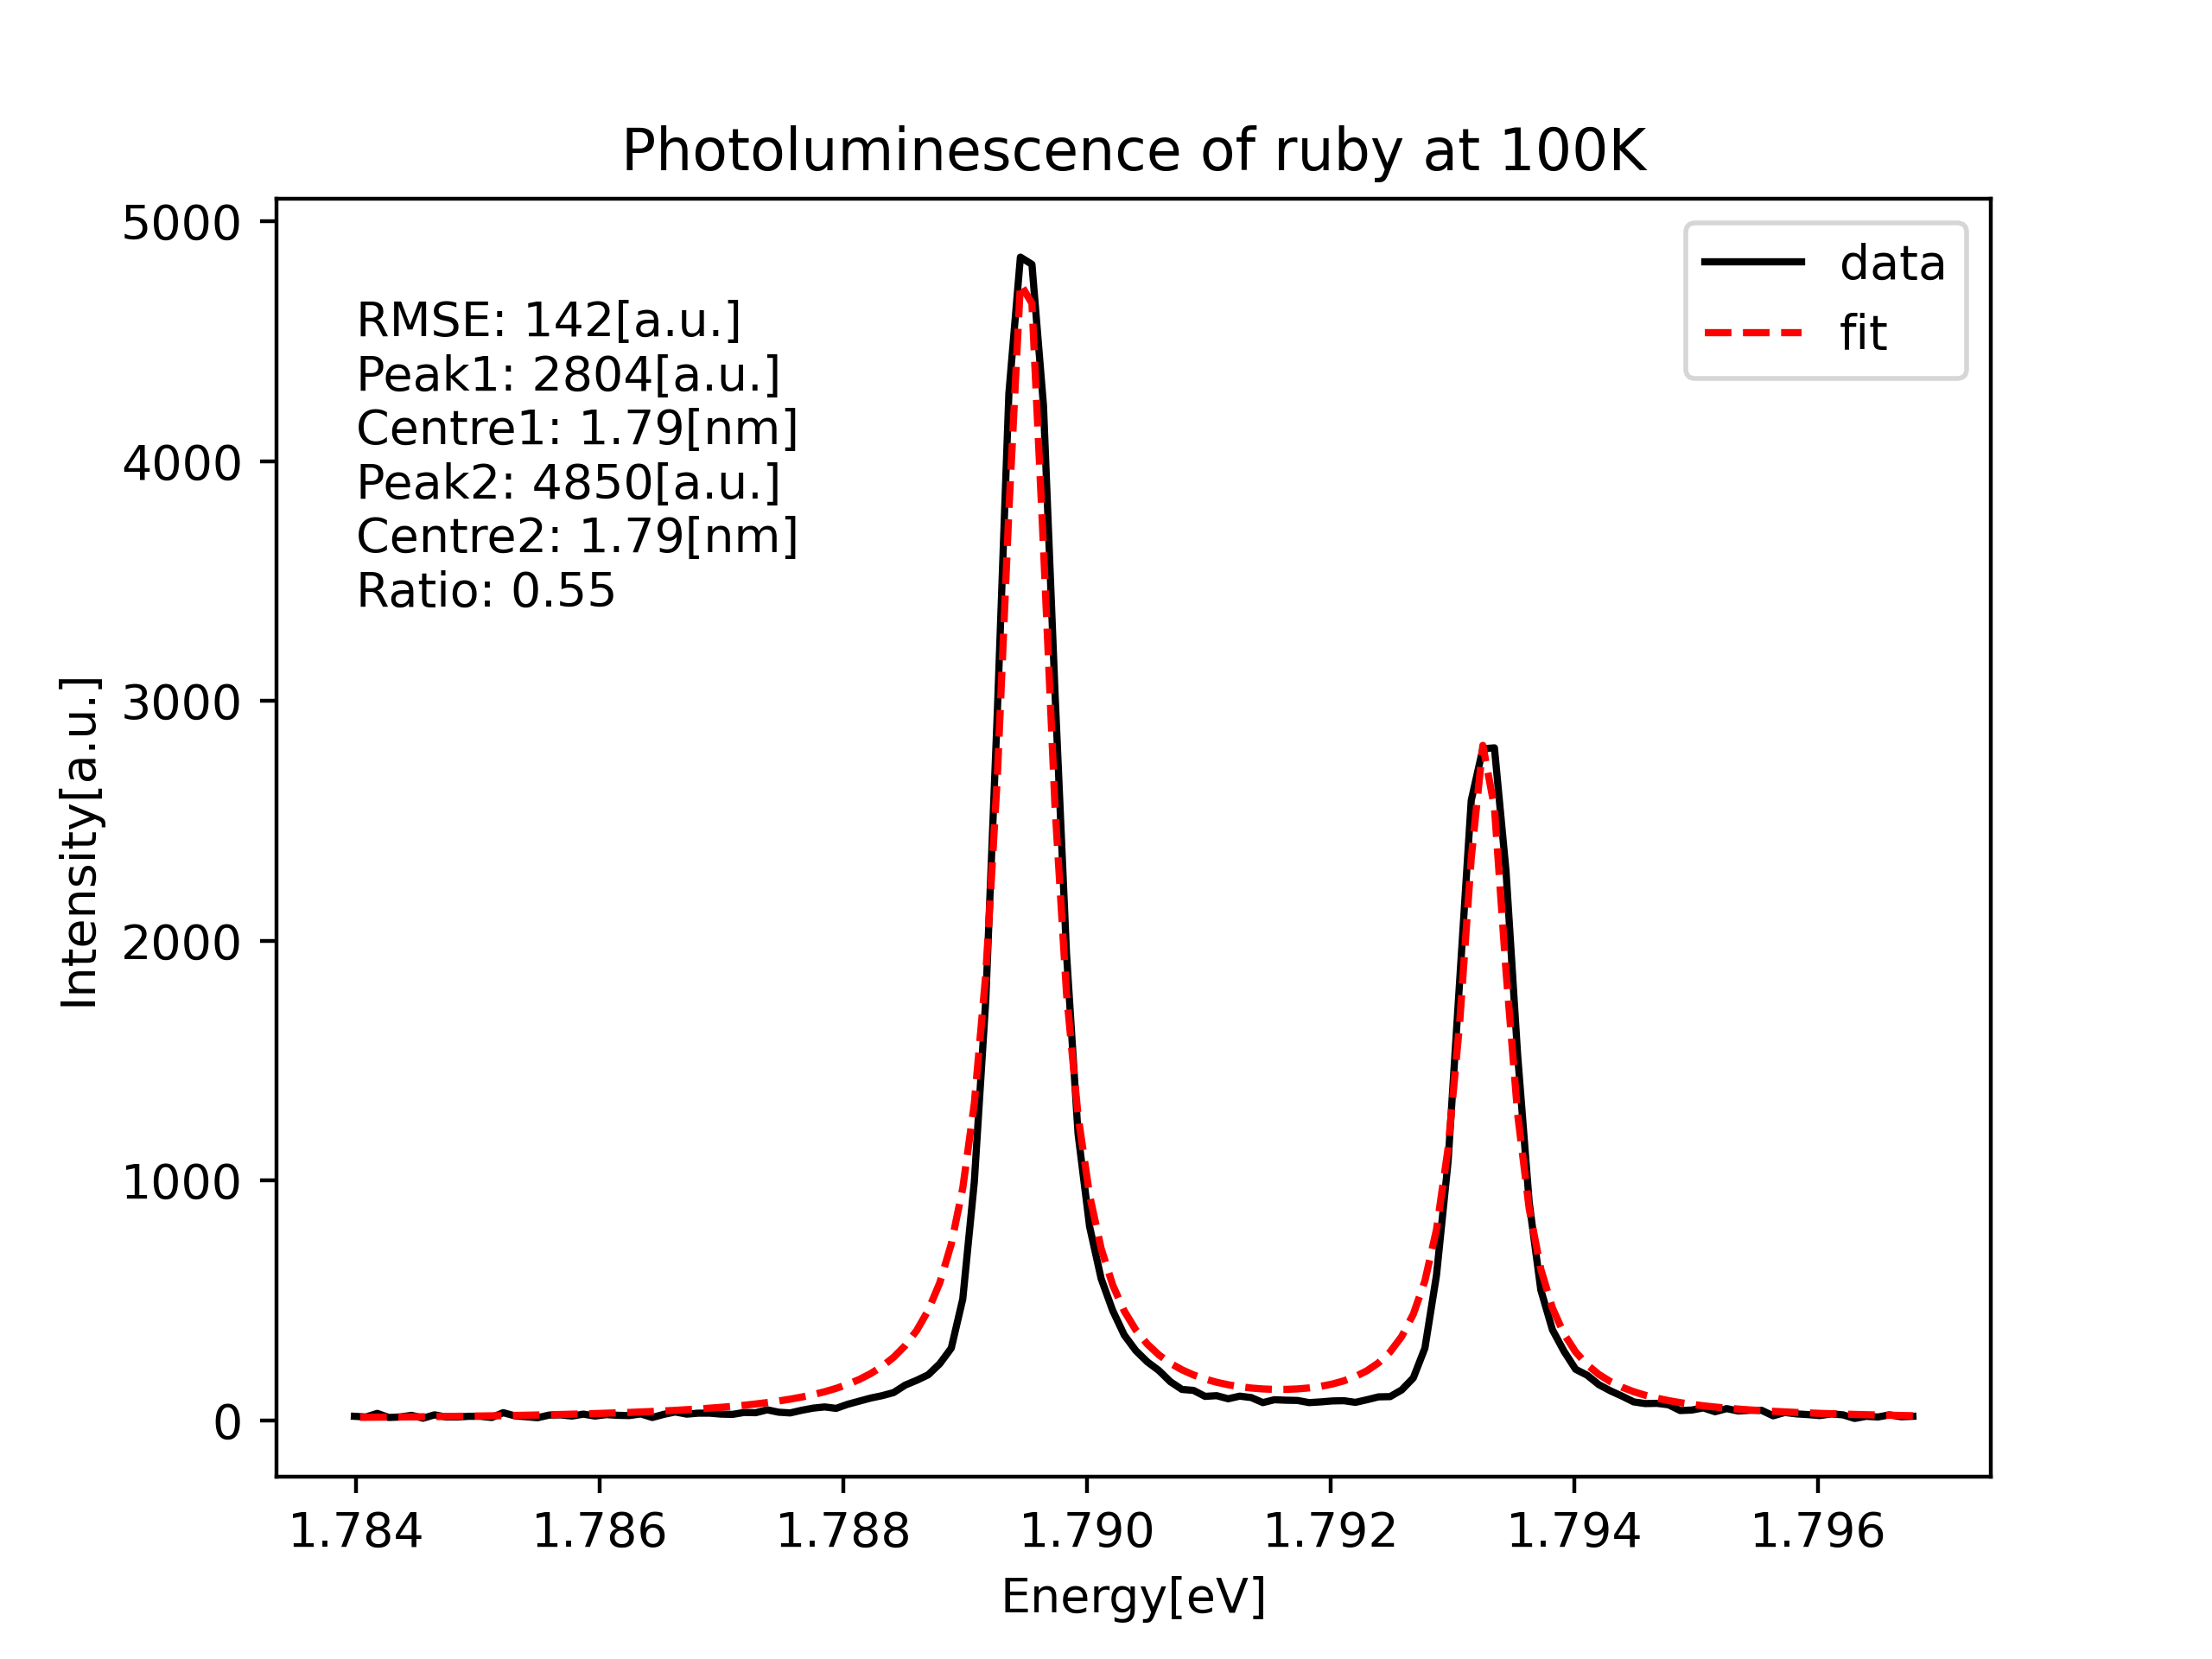 Photoluminescence of ruby at 100K
5000
4000
3000
2000
1000
0
Intensity[a.u.]
RMSE: 142[a.u.]
Peak1: 2804[a.u.]
Centre1: 1.79[nm]
Peak2: 4850[a.u.]
Centre2: 1.79[nm]
Ratio: 0.55
data
fit
1.784 1.786 1.788 1.790 1.792 1.794 1.796
Energy[eV]